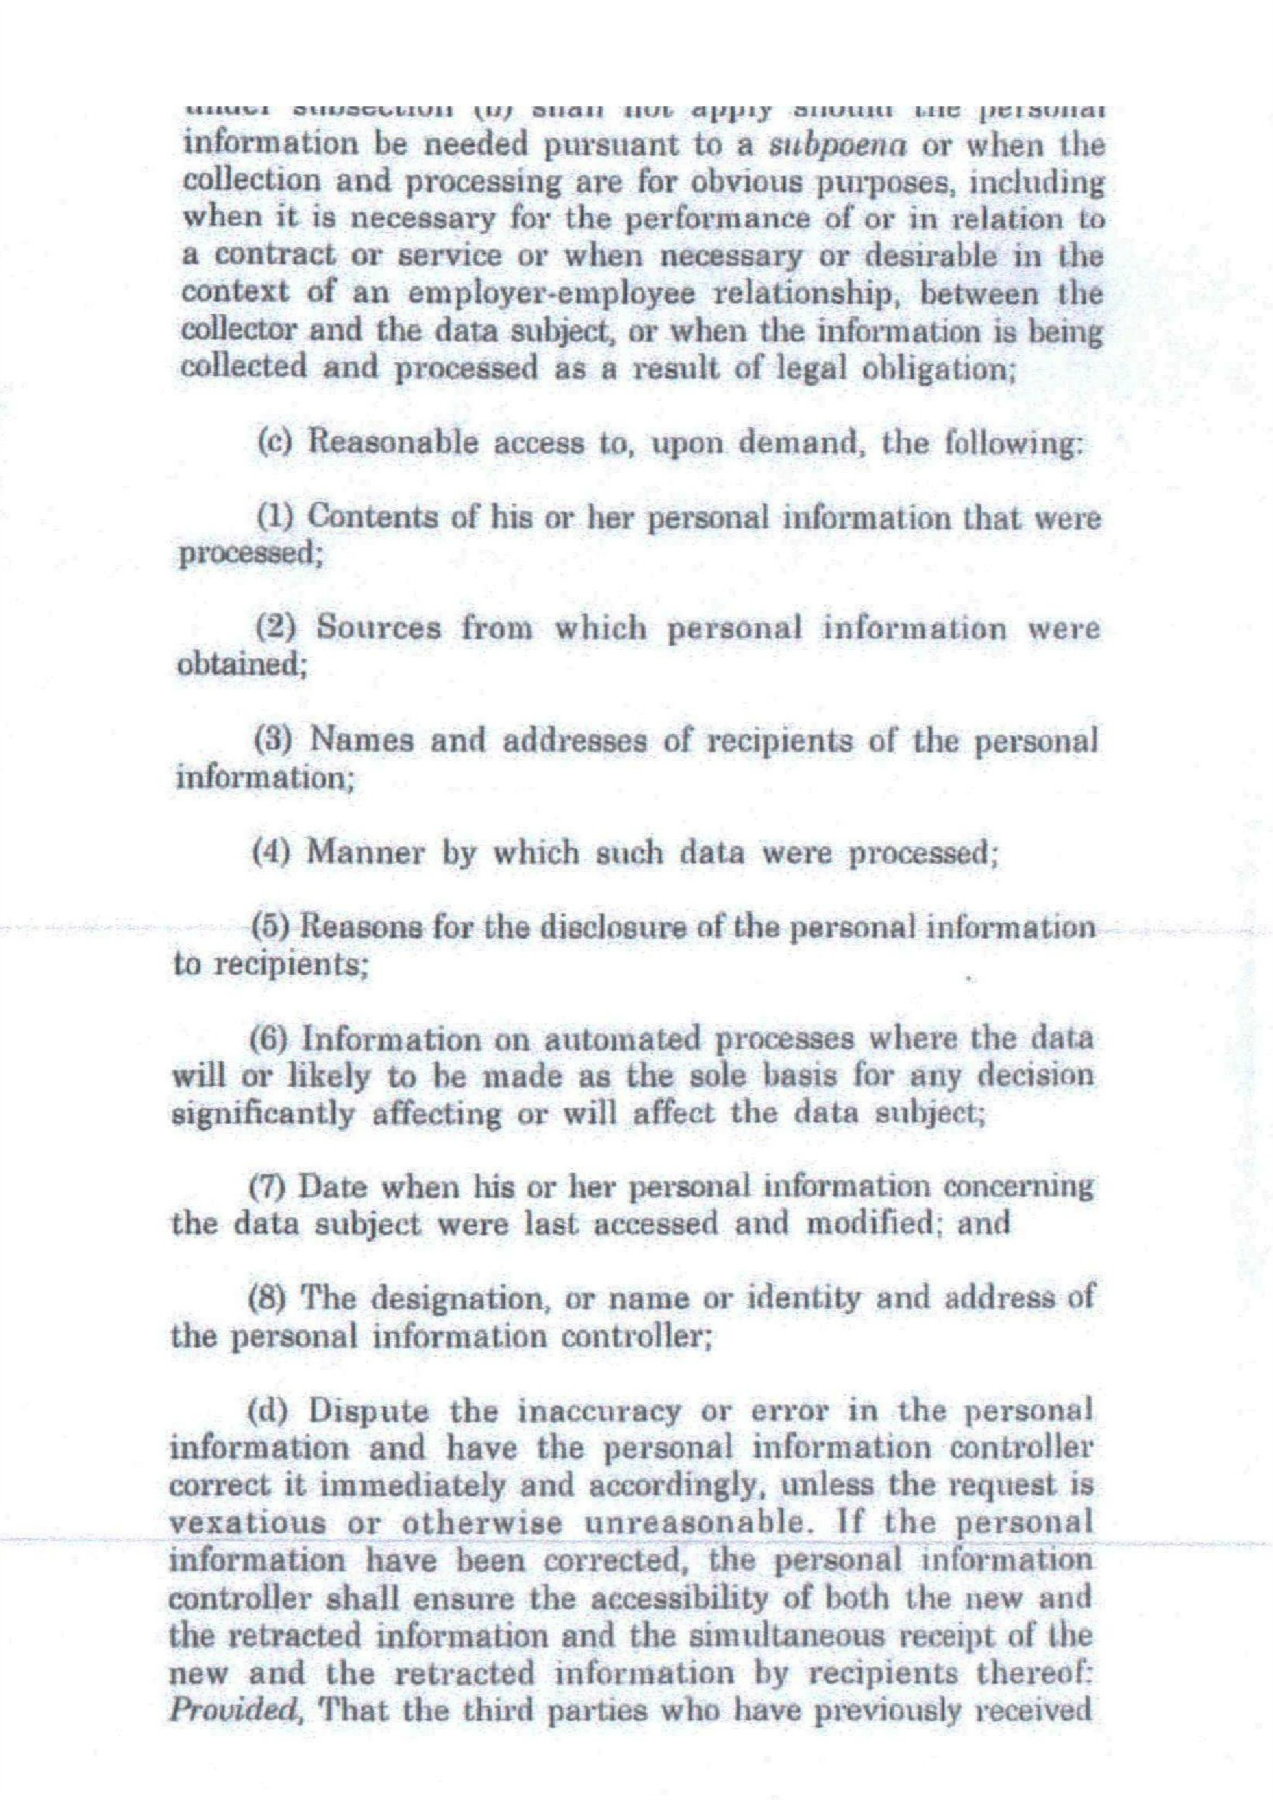 under subsection (b) shall not apply should the personal
information be needed pursuant to a subpoena or when the
collection and processing are for obvious purposes, including
when it is necessary for the performance of or in relation to
a contract or service or when necessary or desirable in the
context of an employer-employee relationship, between the
collector and the data subject, or when the information is being
collected and processed as a result of legal obligation;
(c) Reasonable access to, upon demand, the following:
(1) Contents of his or her personal information that were
processed;
(2) Sources from which personal information were
obtained;
(3) Names and addresses of recipients of the personal
information;
(4) Manner by which such data were processed;
(5) Reasons for the disclosure of the personal information
to recipients;
(6) Information on automated processes where the data
will or likely to be made as the sole basis for any decision
significantly affecting or will affect the data subject;
(7) Date when his or her personal information concerning
the data subject were last accessed and modified; and
(8) The designation, or name or identity and address of
the personal information controller;
(d) Dispute the inaccuracy or error in the personal
information and have the personal information controller
correct it immediately and accordingly, unless the request is
vexatious or otherwise unreasonable. If the personal
information have been corrected, the personal information
controller shall ensure the accessibility of both the new and
the retracted information and the simultaneous receipt of the
new and the retracted information by recipients thereof:
Provided, That the third parties who have previously received